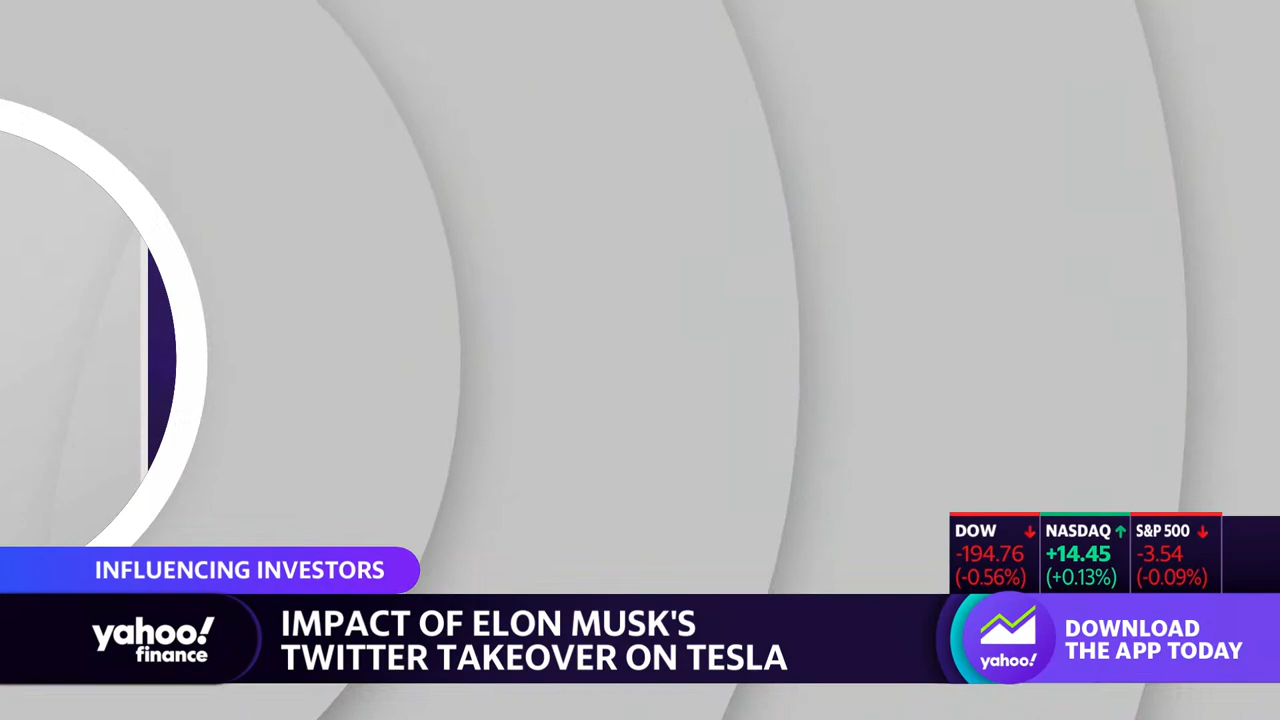 DOW
-194.76
(-0.56%)
NASDAQ
+14.45
(+0.13%)
S&P 500
-3.54
(-0.09%)
INFLUENCING INVESTORS
yahoo!
finance
IMPACT OF ELON MUSK'S
TWITTER TAKEOVER ON TESLA
yahoo!
DOWNLOAD
THE APP TODAY